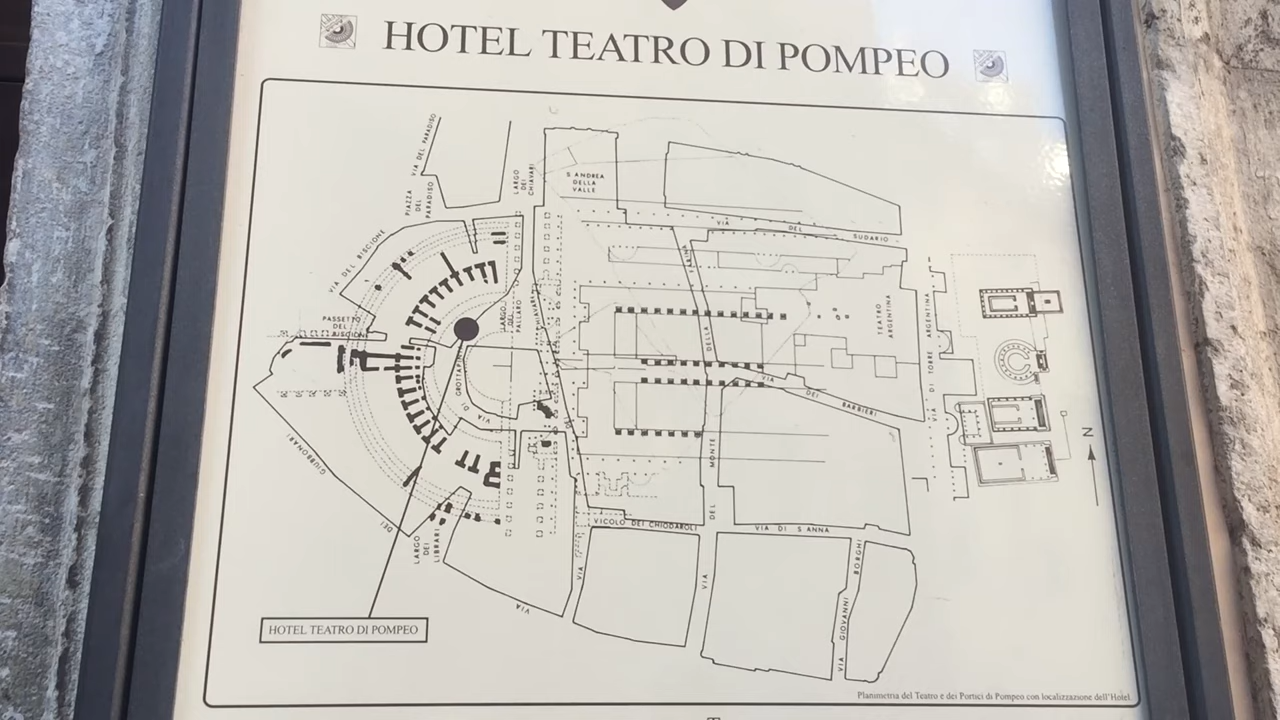 HOTEL TEATRO DI POMPEO
VIA DEL PARADISO
PIAZZA
DEL
PARADISO
LARGO
DEI
CHIAVARI
S ANDREA
DELLA
VALLE
VIA DEL SUDARIO
VIA DEL BISCIONE
PASSETTO
DEL
BISCIONE
LARGO
DEL
PALLARO
CHIAVARI
VIA DI GROTTAP
DELLA
TEATRO
ARGENTINA
VIA DI TORRE ARGENTINA
VIA DEI BARBIERI
N
VIA DEI GIUBBONARI
LARGO
DEI
LIBRARI
VIA
VIA DEL MONTE
VICOLO DEI CHIODAROLI
VIA DI S ANNA
VIA GIOVANNI BORGHI
HOTEL TEATRO DI POMPEO
Planimetria del Teatro e dei Portici di Pompeo con localizzazione dell'Hotel.